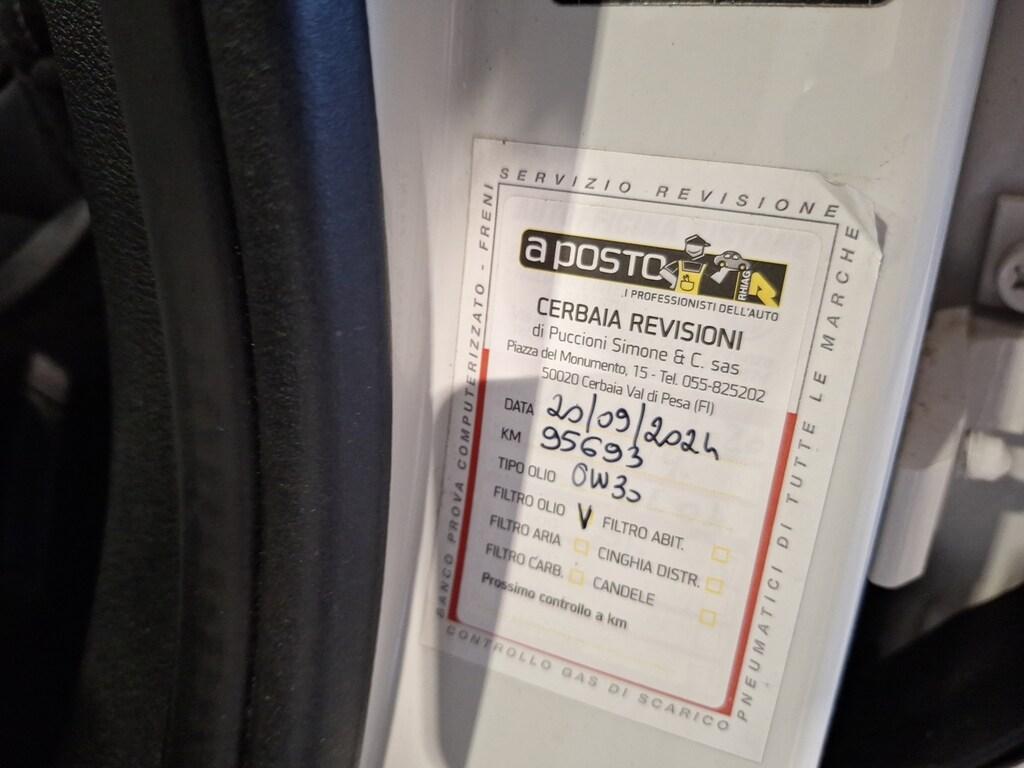 SERVIZIO REVISIONE
BANCO PROVA COMPUTERIZZATO - FRENI
PNEUMATICI DI TUTTE LE MARCHE
a POSTO
RHIAG
I PROFESSIONISTI DELL'AUTO
CERBAIA REVISIONI
di Puccioni Simone & C. sas
Piazza del Monumento, 15 - Tel. 055-825202
50020 Cerbaia Val di Pesa (FI)
DATA 20/09/2024
KM 95693
TIPO OLIO 0W30
FILTRO OLIO V FILTRO ABIT.
FILTRO ARIA CINGHIA DISTR.
FILTRO CARB. CANDELE
Prossimo controllo a km
CONTROLLO GAS DI SCARICO